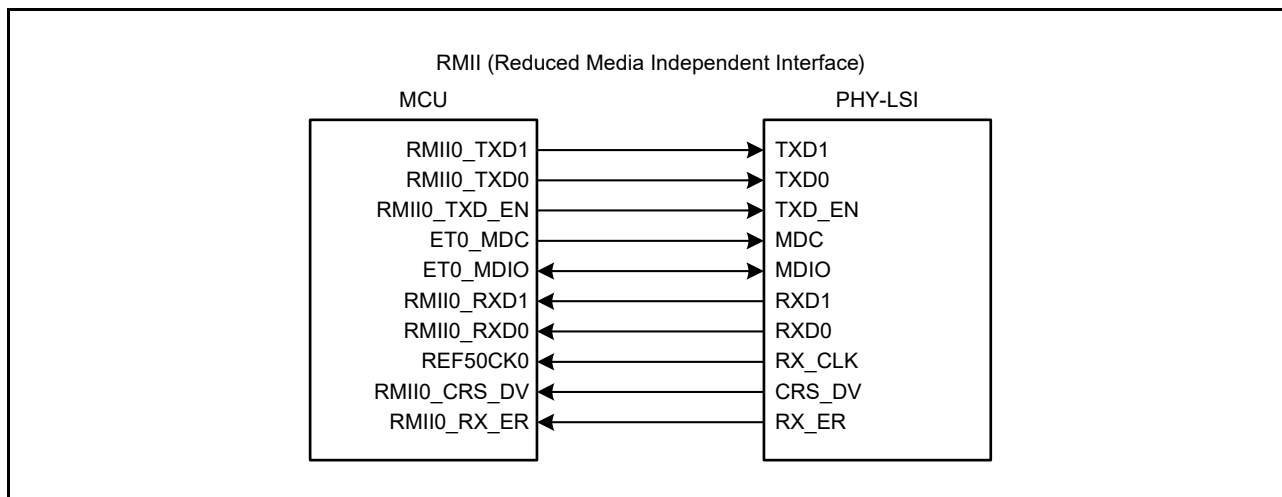 RMII (Reduced Media Independent Interface)
MCU PHY-LSI
RMII0_TXD1 TXD1
RMII0_TXD0 TXD0
RMII0_TXD_EN TXD_EN
ET0_MDC MDC
ET0_MDIO MDIO
RMII0_RXD1 RXD1
RMII0_RXD0 RXD0
REF50CK0 RX_CLK
RMII0_CRS_DV CRS_DV
RMII0_RX_ER RX_ER